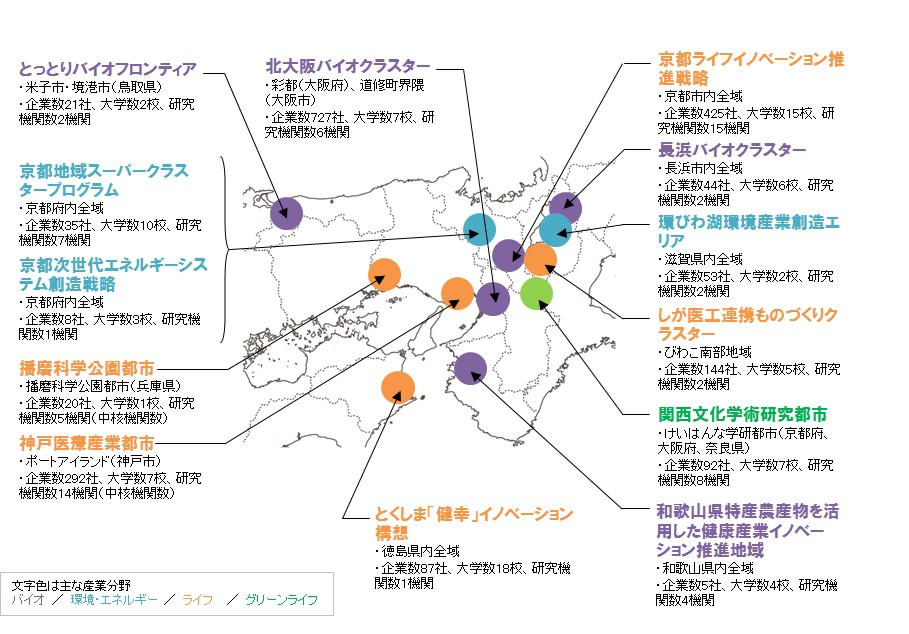 とっとりバイオフロンティア
・米子市・境港市(鳥取県)
・企業数21社、大学数2校、研究
機関数2機関
京都地域スーパークラス
タープログラム
・京都府内全域
・企業数35社、大学数10校、研究
機関数7機関
京都次世代エネルギーシス
テム創造戦略
・京都府内全域
・企業数8社、大学数3校、研究機
関数1機関
播磨科学公園都市
・播磨科学公園都市(兵庫県)
・企業数20社、大学数1校、研究
機関数5機関(中核機関数)
神戸医療産業都市
・ポートアイランド(神戸市)
・企業数292社、大学数7校、研究
機関数14機関(中核機関数)
北大阪バイオクラスター
・彩都(大阪府)、道修町界隈
(大阪市)
・企業数727社、大学数7校、研
究機関数6機関
とくしま「健幸」イノベーション
構想
・徳島県内全域
・企業数87社、大学数18校、研究機
関数1機関
京都ライフイノベーション推
進戦略
・京都市内全域
・企業数425社、大学数15校、研
究機関数15機関
長浜バイオクラスター
・長浜市内全域
・企業数44社、大学数6校、研究
機関数2機関
環びわ湖環境産業創造エ
リア
・滋賀県内全域
・企業数53社、大学数2校、研究
機関数2機関
しが医工連携ものづくりク
ラスター
・びわこ南部地域
・企業数144社、大学数5校、研
究機関数2機関
関西文化学術研究都市
・けいはんな学研都市(京都府、
大阪府、奈良県)
・企業数92社、大学数7校、研究
機関数8機関
和歌山県特産農産物を活
用した健康産業イノベー
ション推進地域
・和歌山県内全域
・企業数5社、大学数4校、研究機
関数4機関
文字色は主な産業分野
バイオ / 環境・エネルギー / ライフ / グリーンライフ